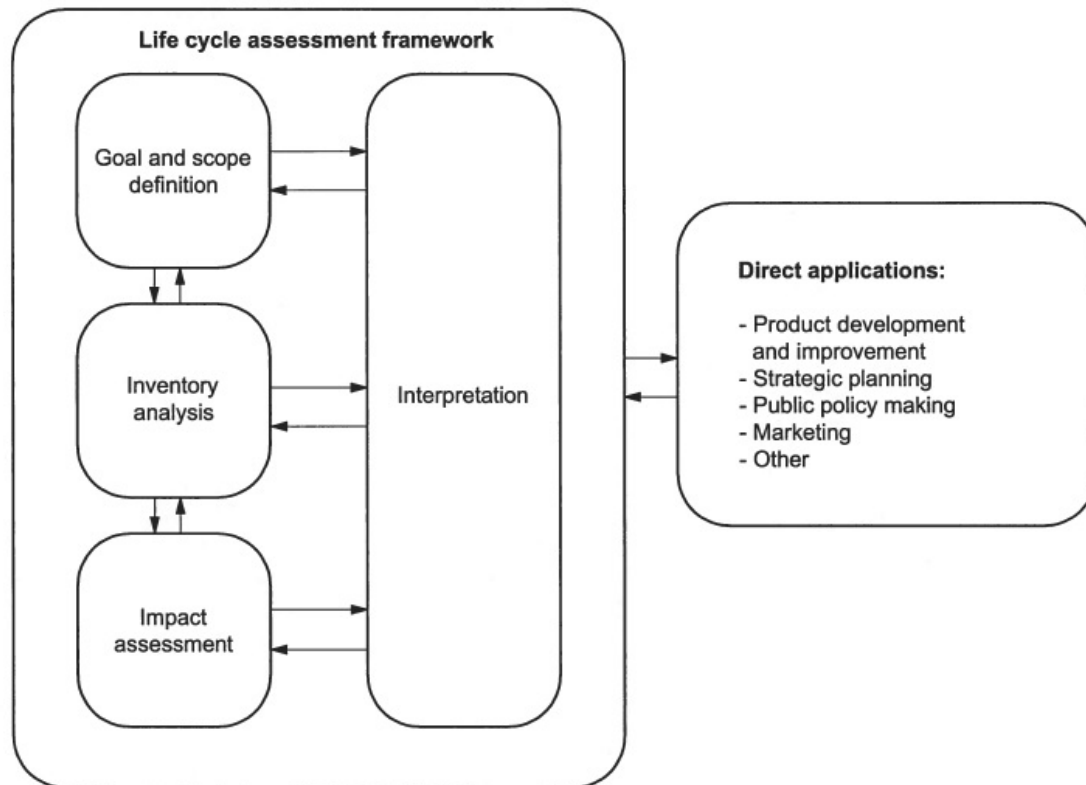 Life cycle assessment framework
Goal and scope
definition
Inventory
analysis
Impact
assessment
Interpretation
Direct applications:
- Product development
and improvement
- Strategic planning
- Public policy making
- Marketing
- Other